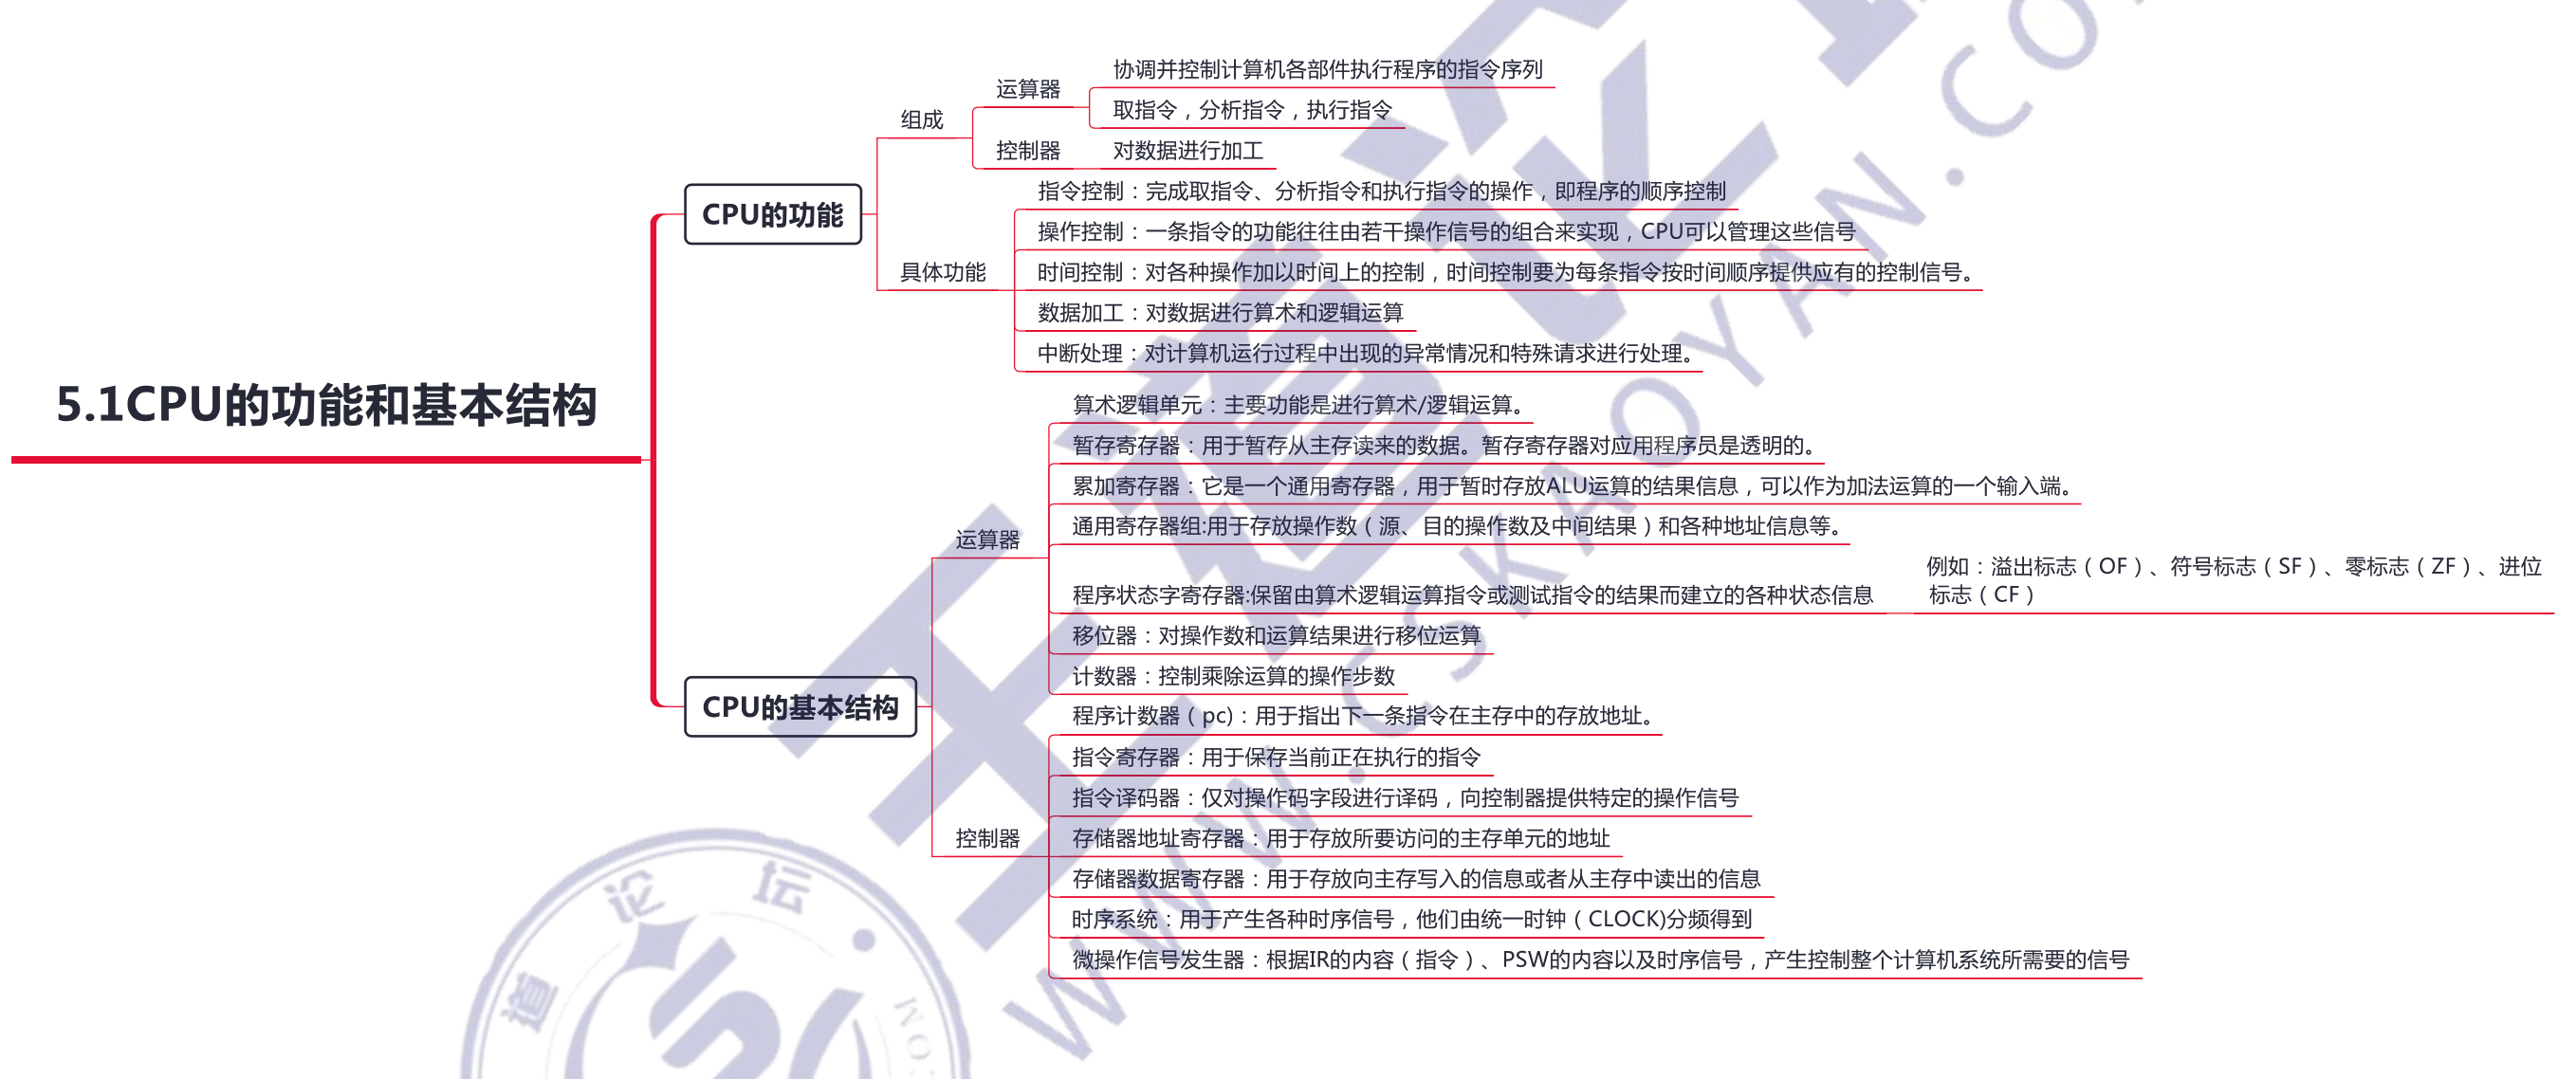 5.1CPU的功能和基本结构
CPU的功能
组成
运算器
协调并控制计算机各部件执行程序的指令序列
取指令，分析指令，执行指令
控制器
对数据进行加工
具体功能
指令控制：完成取指令、分析指令和执行指令的操作，即程序的顺序控制
操作控制：一条指令的功能往往由若干操作信号的组合来实现，CPU可以管理这些信号
时间控制：对各种操作加以时间上的控制，时间控制要为每条指令按时间顺序提供应有的控制信号。
数据加工：对数据进行算术和逻辑运算
中断处理：对计算机运行过程中出现的异常情况和特殊请求进行处理。
CPU的基本结构
运算器
算术逻辑单元：主要功能是进行算术/逻辑运算。
暂存寄存器：用于暂存从主存读来的数据。暂存寄存器对应用程序员是透明的。
累加寄存器：它是一个通用寄存器，用于暂时存放ALU运算的结果信息，可以作为加法运算的一个输入端。
通用寄存器组:用于存放操作数（源、目的操作数及中间结果）和各种地址信息等。
程序状态字寄存器:保留由算术逻辑运算指令或测试指令的结果而建立的各种状态信息
例如：溢出标志（OF）、符号标志（SF）、零标志（ZF）、进位
标志（CF）
移位器：对操作数和运算结果进行移位运算
计数器：控制乘除运算的操作步数
控制器
程序计数器（pc)：用于指出下一条指令在主存中的存放地址。
指令寄存器：用于保存当前正在执行的指令
指令译码器：仅对操作码字段进行译码，向控制器提供特定的操作信号
存储器地址寄存器：用于存放所要访问的主存单元的地址
存储器数据寄存器：用于存放向主存写入的信息或者从主存中读出的信息
时序系统：用于产生各种时序信号，他们由统一时钟（CLOCK)分频得到
微操作信号发生器：根据IR的内容（指令）、PSW的内容以及时序信号，产生控制整个计算机系统所需要的信号
王道论
WWW.CSKAOYAN.CO
道论坛
COM